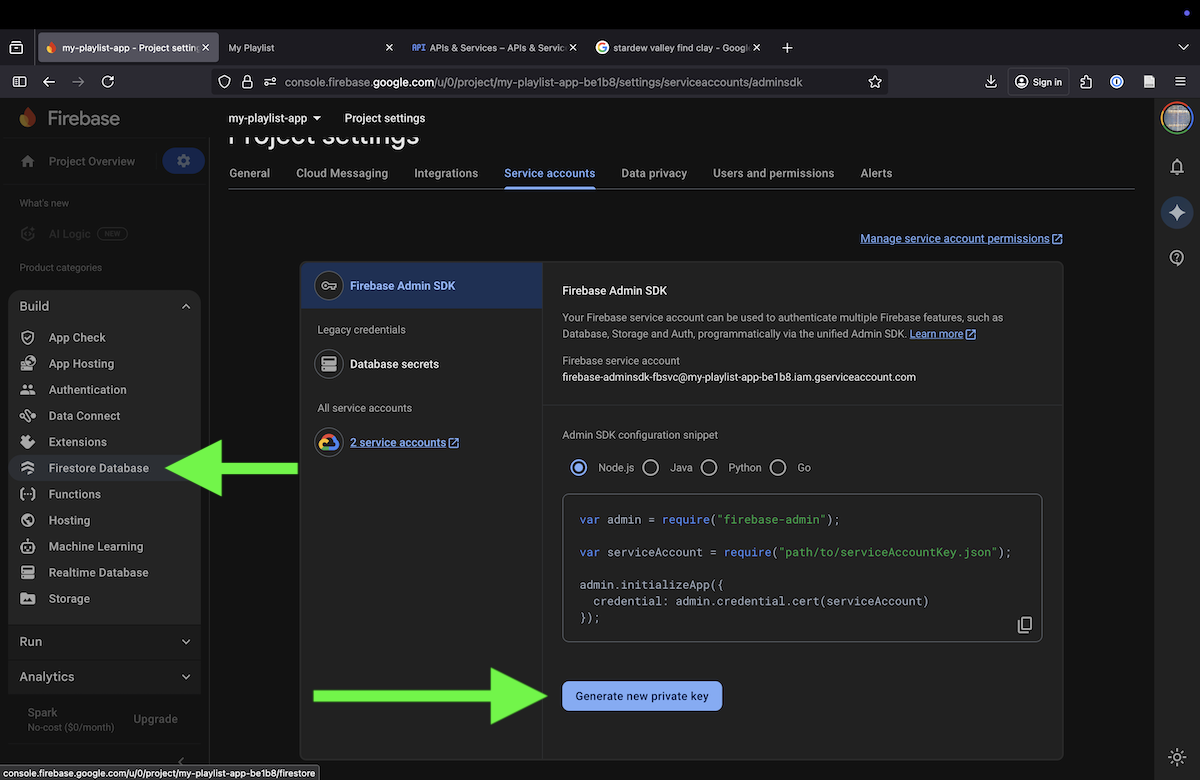 my-playlist-app - Project setting
My Playlist
API APIs & Services – APIs & Servic
stardew valley find clay - Googl
console.firebase.google.com/u/0/project/my-playlist-app-be1b8/settings/serviceaccounts/adminsdk
Sign in
Firebase
my-playlist-app
Project settings
Project settings
Project Overview
General
Cloud Messaging
Integrations
Service accounts
Data privacy
Users and permissions
Alerts
What's new
AI Logic
NEW
Product categories
Manage service account permissions
Build
App Check
App Hosting
Authentication
Data Connect
Extensions
Firestore Database
Functions
Hosting
Machine Learning
Realtime Database
Storage
Run
Analytics
Spark
No-cost ($0/month)
Upgrade
Firebase Admin SDK
Legacy credentials
Database secrets
All service accounts
2 service accounts
Firebase Admin SDK
Your Firebase service account can be used to authenticate multiple Firebase features, such as
Database, Storage and Auth, programmatically via the unified Admin SDK. Learn more
Firebase service account
firebase-adminsdk-fbsvc@my-playlist-app-be1b8.iam.gserviceaccount.com
Admin SDK configuration snippet
Node.js
Java
Python
Go
var admin = require("firebase-admin");
var serviceAccount = require("path/to/serviceAccountKey.json");
admin.initializeApp({
credential: admin.credential.cert(serviceAccount)
});
Generate new private key
console.firebase.google.com/u/0/project/my-playlist-app-be1b8/firestore